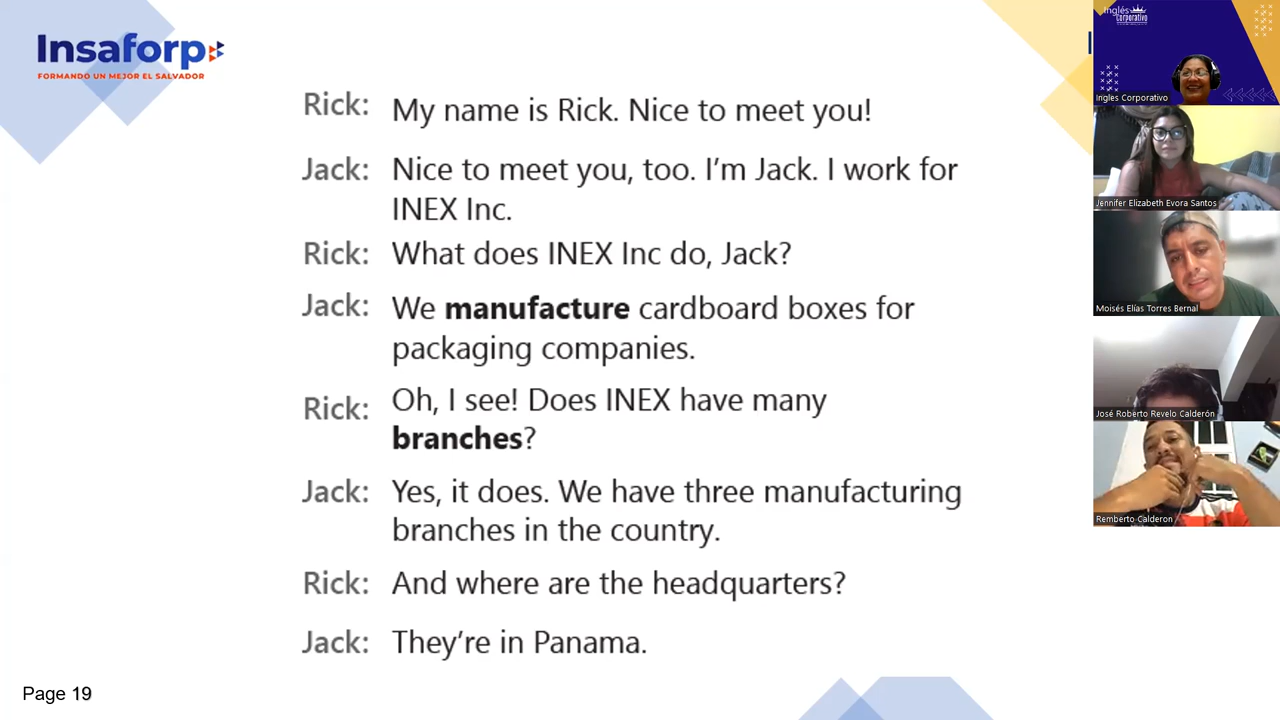 Insaforp
FORMANDO UN MEJOR EL SALVADOR
Rick: My name is Rick. Nice to meet you!
Jack: Nice to meet you, too. I'm Jack. I work for
INEX Inc.
Rick: What does INEX Inc do, Jack?
Jack: We manufacture cardboard boxes for
packaging companies.
Rick: Oh, I see! Does INEX have many
branches?
Jack: Yes, it does. We have three manufacturing
branches in the country.
Rick: And where are the headquarters?
Jack: They're in Panama.
Page 19
Inglés
Corporativo
Ingles Corporativo
Jennifer Elizabeth Evora Santos
Moisés Elías Torres Bernal
José Roberto Revelo Calderón
Remberto Calderon